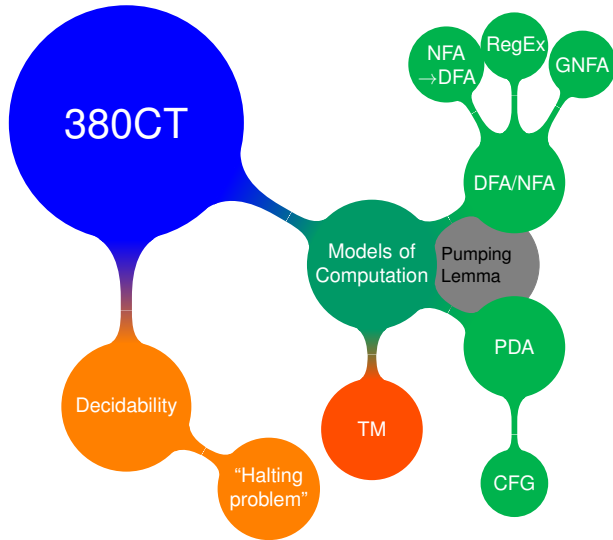 380CT
NFA
→DFA
RegEx
GNFA
DFA/NFA
Models of
Computation
Pumping
Lemma
PDA
Decidability
TM
"Halting
problem"
CFG